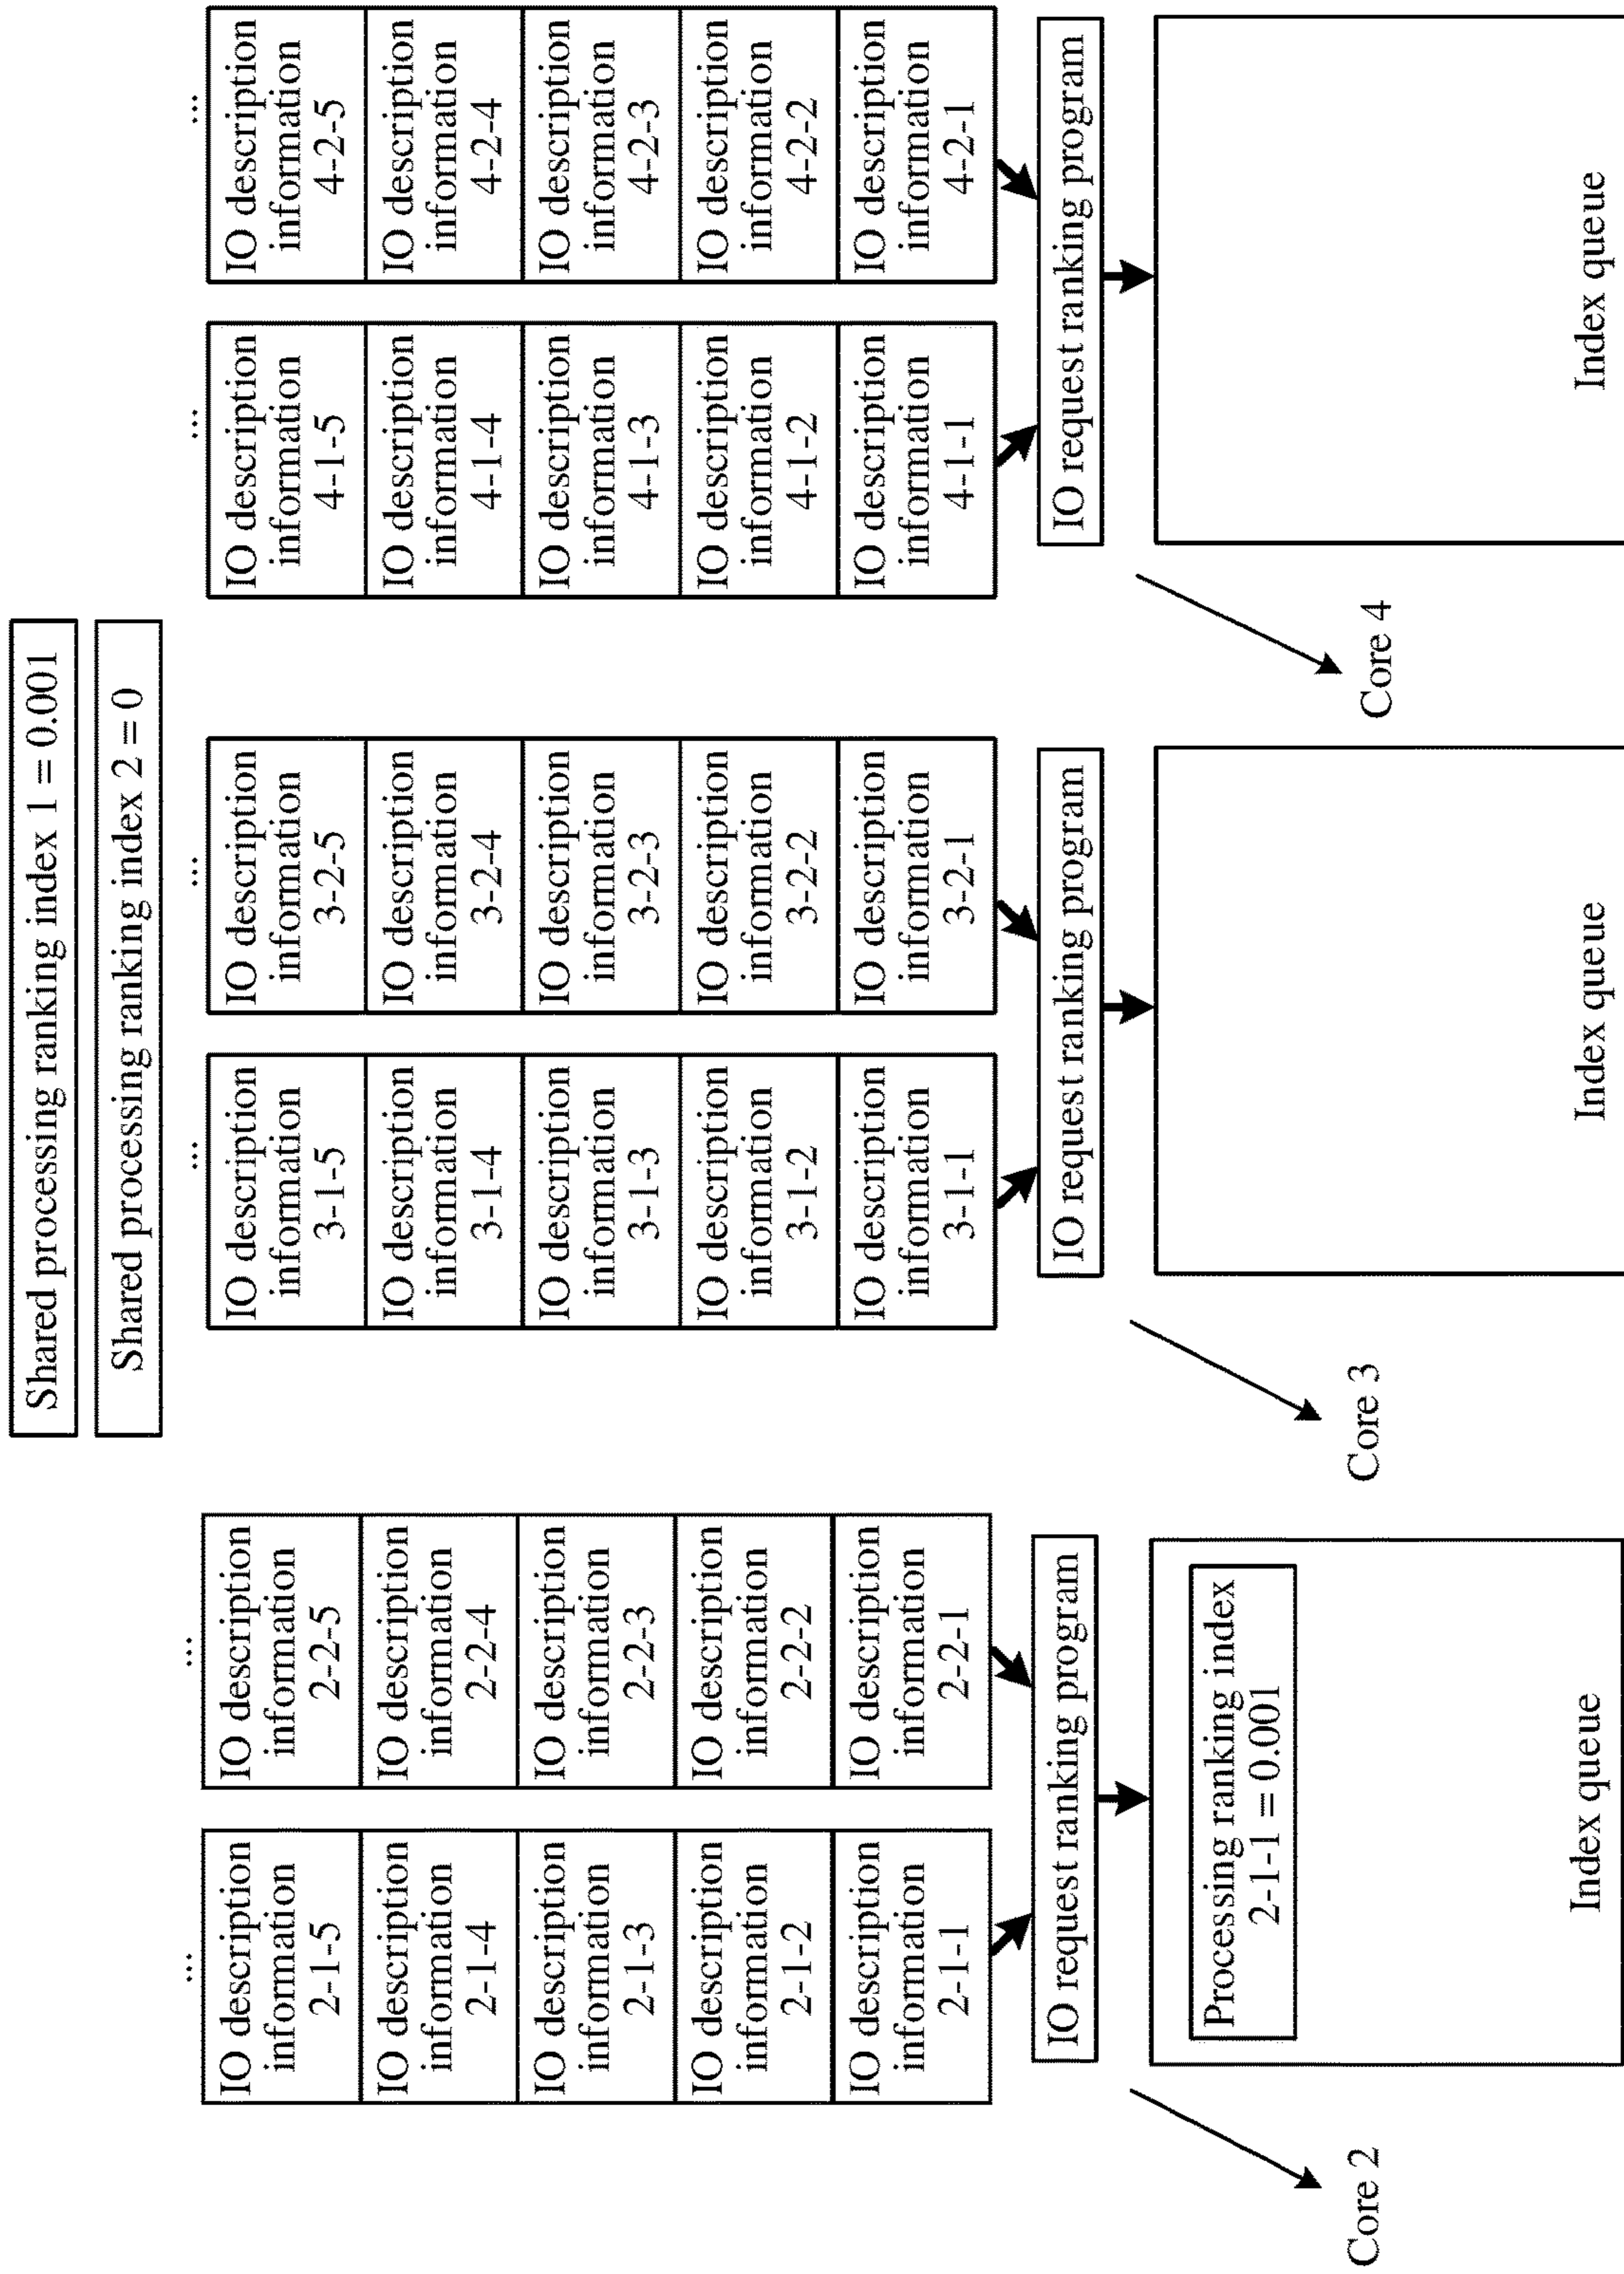 Shared processing ranking index 1 = 0.001
Shared processing ranking index 2 = 0
...
IO description
information
2-1-5
IO description
information
2-1-4
IO description
information
2-1-3
IO description
information
2-1-2
IO description
information
2-1-1
...
IO description
information
2-2-5
IO description
information
2-2-4
IO description
information
2-2-3
IO description
information
2-2-2
IO description
information
2-2-1
IO request ranking program
Core 2
Processing ranking index
2-1-1 = 0.001
Index queue
...
IO description
information
3-1-5
IO description
information
3-1-4
IO description
information
3-1-3
IO description
information
3-1-2
IO description
information
3-1-1
...
IO description
information
3-2-5
IO description
information
3-2-4
IO description
information
3-2-3
IO description
information
3-2-2
IO description
information
3-2-1
IO request ranking program
Core 3
Index queue
...
IO description
information
4-1-5
IO description
information
4-1-4
IO description
information
4-1-3
IO description
information
4-1-2
IO description
information
4-1-1
...
IO description
information
4-2-5
IO description
information
4-2-4
IO description
information
4-2-3
IO description
information
4-2-2
IO description
information
4-2-1
IO request ranking program
Core 4
Index queue